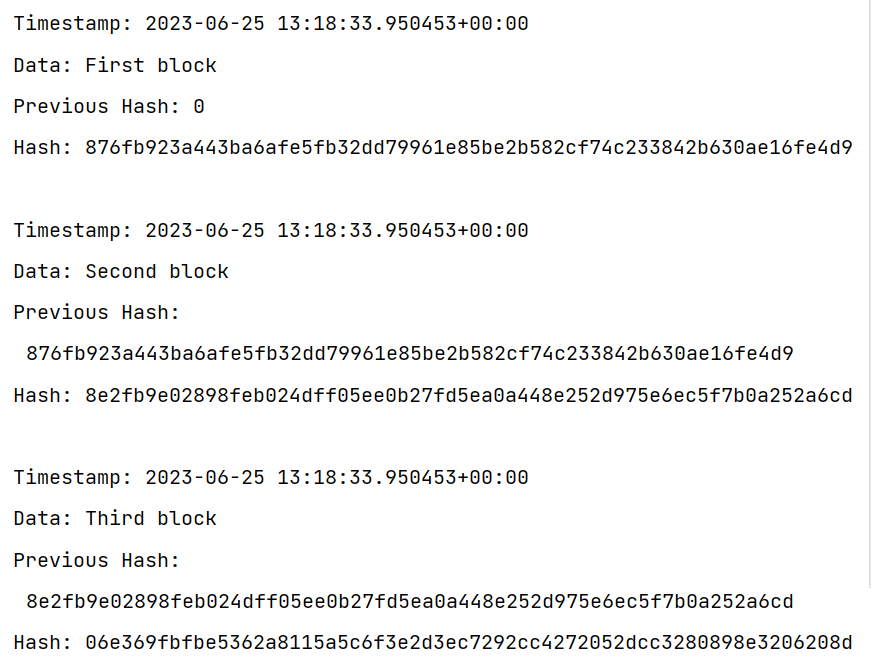 Timestamp: 2023-06-25 13:18:33.950453+00:00
Data: First block
Previous Hash: 0
Hash: 876fb923a443ba6afe5fb32dd79961e85be2b582cf74c233842b630ae16fe4d9
Timestamp: 2023-06-25 13:18:33.950453+00:00
Data: Second block
Previous Hash:
876fb923a443ba6afe5fb32dd79961e85be2b582cf74c233842b630ae16fe4d9
Hash: 8e2fb9e02898feb024dff05ee0b27fd5ea0a448e252d975e6ec5f7b0a252a6cd
Timestamp: 2023-06-25 13:18:33.950453+00:00
Data: Third block
Previous Hash:
8e2fb9e02898feb024dff05ee0b27fd5ea0a448e252d975e6ec5f7b0a252a6cd
Hash: 06e369fbfbe5362a8115a5c6f3e2d3ec7292cc4272052dcc3280898e3206208d